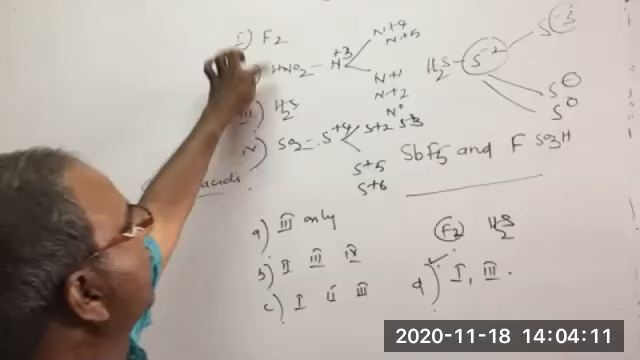 I) F2
HNO2 – N+3
N+4
N+5
N+1
N+2
N0
III) H2S
IV) SO2 = S+4
S+2 S+3
S+5
S+6
H2S – S-2
S-3
S-
S0
SbF5 and F SO3H
acids
a) III only
b) II III IV
c) I II III
F2 H2S
d) I, III.
2020-11-18 14:04:11